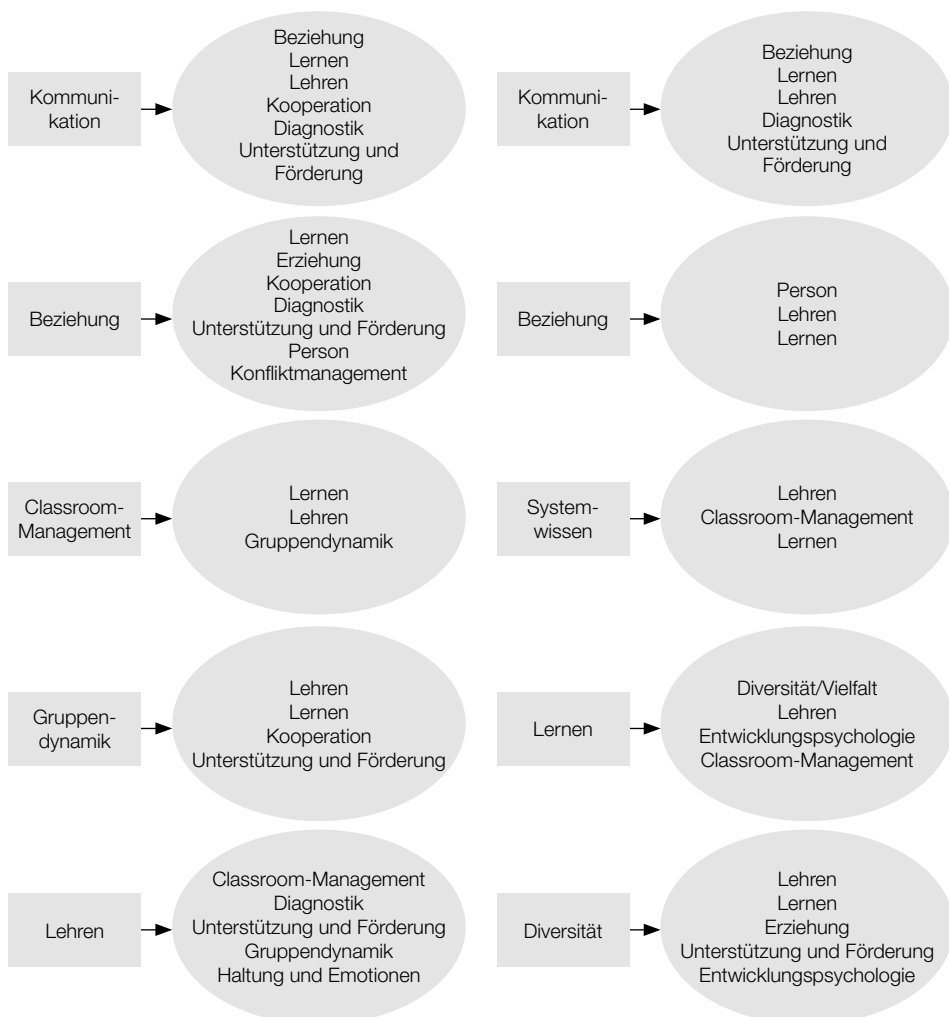 Kommuni-
kation
Beziehung
Lernen
Lehren
Kooperation
Diagnostik
Unterstützung und
Förderung
Kommuni-
kation
Beziehung
Lernen
Lehren
Diagnostik
Unterstützung und
Förderung
Beziehung
Lernen
Erziehung
Kooperation
Diagnostik
Unterstützung und Förderung
Person
Konfliktmanagement
Beziehung
Person
Lehren
Lernen
Classroom-
Management
Lernen
Lehren
Gruppendynamik
System-
wissen
Lehren
Classroom-Management
Lernen
Gruppen-
dynamik
Lehren
Lernen
Kooperation
Unterstützung und Förderung
Lernen
Diversität/Vielfalt
Lehren
Entwicklungspsychologie
Classroom-Management
Lehren
Classroom-Management
Diagnostik
Unterstützung und Förderung
Gruppendynamik
Haltung und Emotionen
Diversität
Lehren
Lernen
Erziehung
Unterstützung und Förderung
Entwicklungspsychologie